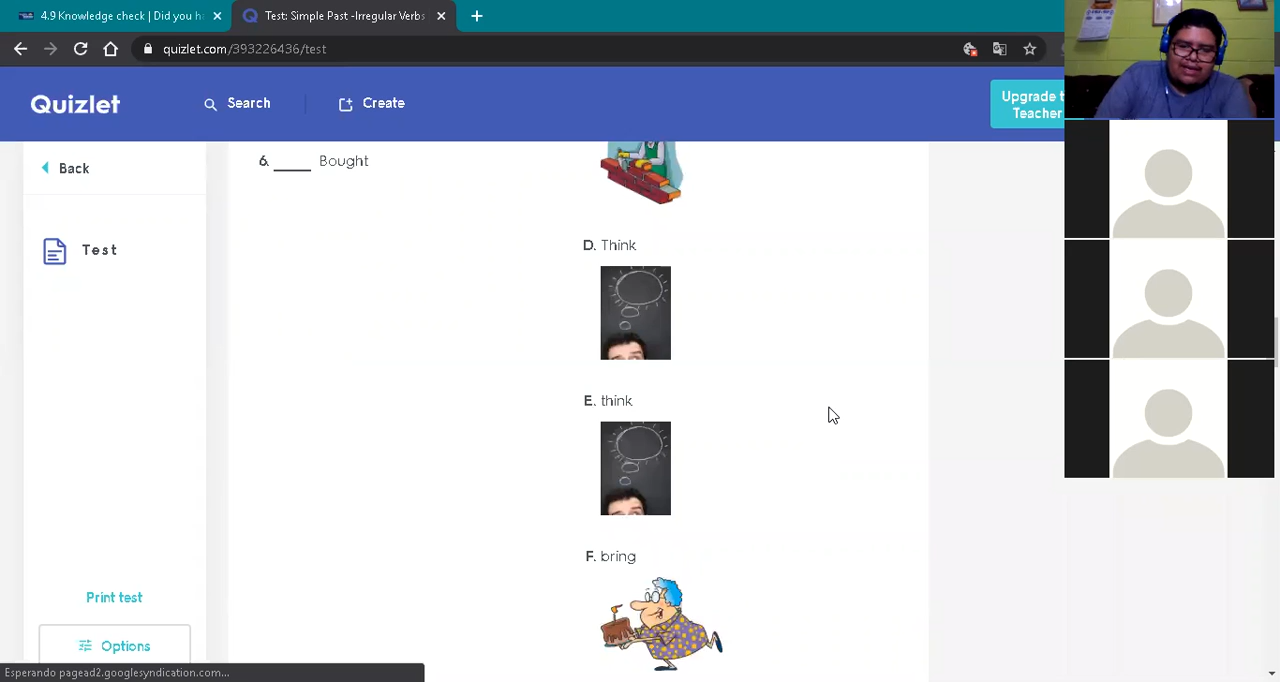 4.9 Knowledge check | Did you h
Test: Simple Past -Irregular Verbs
quizlet.com/393226436/test
Quizlet
Search
Create
Upgrade t
Teacher
Back
6. ____ Bought
Test
D. Think
E. think
F. bring
Print test
Options
Esperando pagead2.googlesyndication.com...